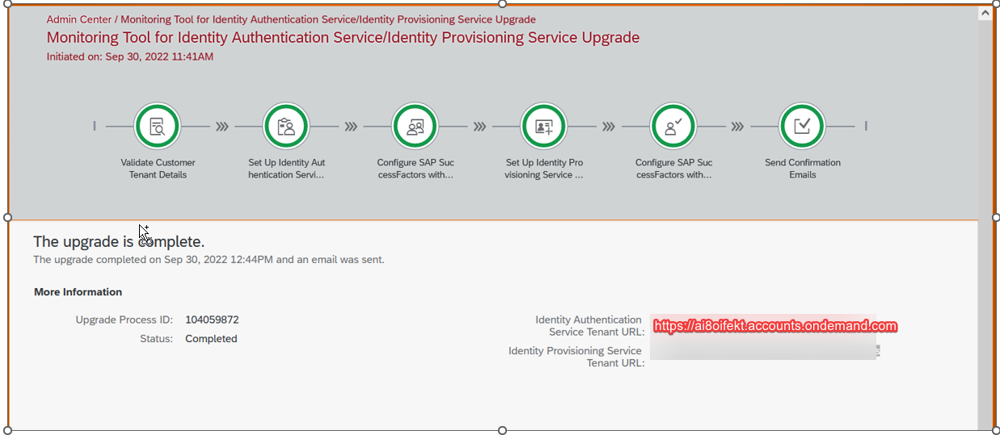 Admin Center / Monitoring Tool for Identity Authentication Service/Identity Provisioning Service Upgrade
Monitoring Tool for Identity Authentication Service/Identity Provisioning Service Upgrade
Initiated on: Sep 30, 2022 11:41AM
Validate Customer
Tenant Details
Set Up Identity Aut
hentication Servi...
Configure SAP Suc
cessFactors with...
Set Up Identity Pro
visioning Service ...
Configure SAP Suc
cessFactors with...
Send Confirmation
Emails
The upgrade is complete.
The upgrade completed on Sep 30, 2022 12:44PM and an email was sent.
More Information
Upgrade Process ID: 104059872
Status: Completed
Identity Authentication
Service Tenant URL: https://ai8oifekt.accounts.ondemand.com
Identity Provisioning Service
Tenant URL: